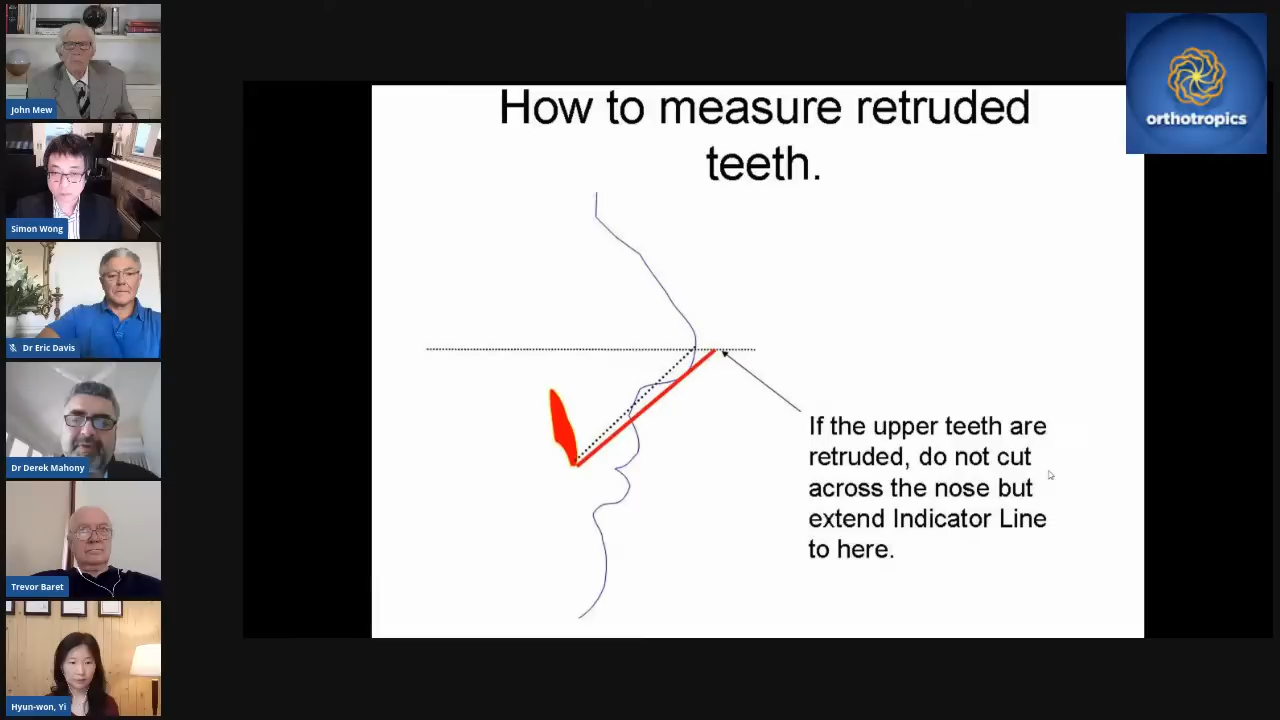 How to measure retruded
teeth.
orthotropics
If the upper teeth are
retruded, do not cut
across the nose but
extend Indicator Line
to here.
John Mew
Simon Wong
Dr Eric Davis
Dr Derek Mahony
Trevor Baret
Hyun-won, Yi